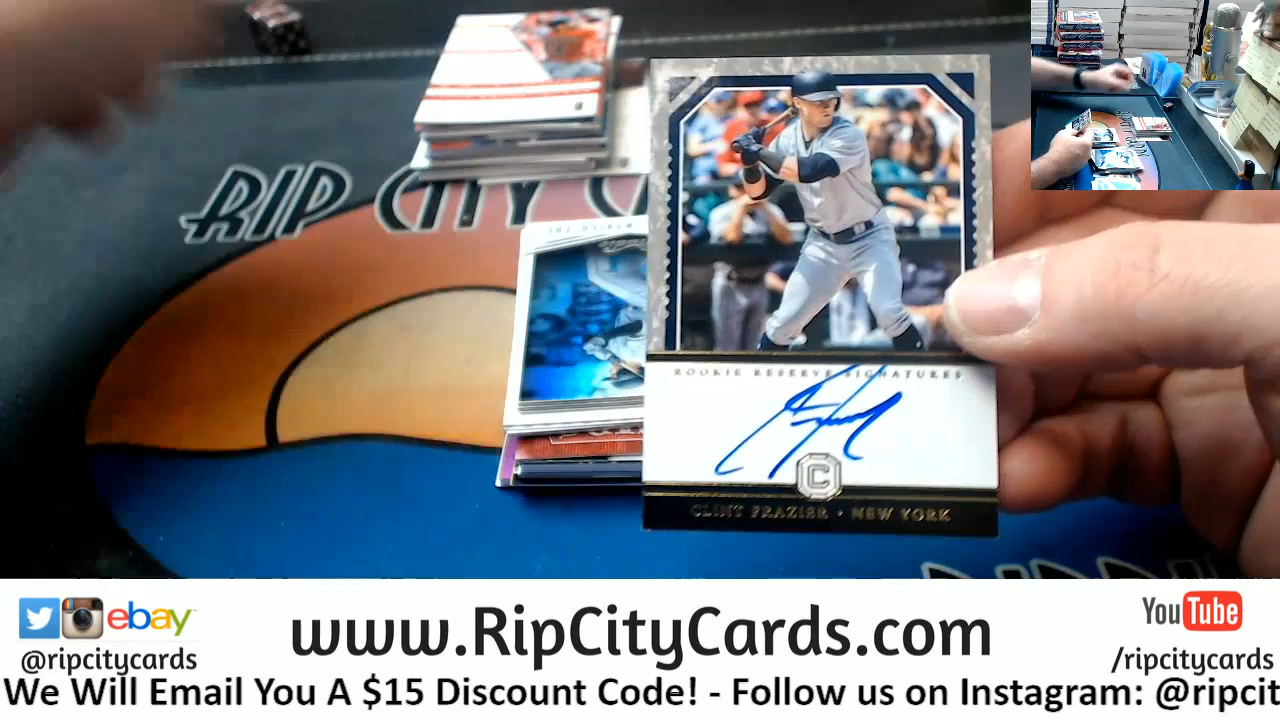 RIP CITY C
ROOKIE RESERVE SIGNATURES
C
CLINT FRAZIER • NEW YORK
ebay
www.RipCityCards.com
YouTube
@ripcitycards
/ripcitycards
We Will Email You A $15 Discount Code! - Follow us on Instagram: @ripcit